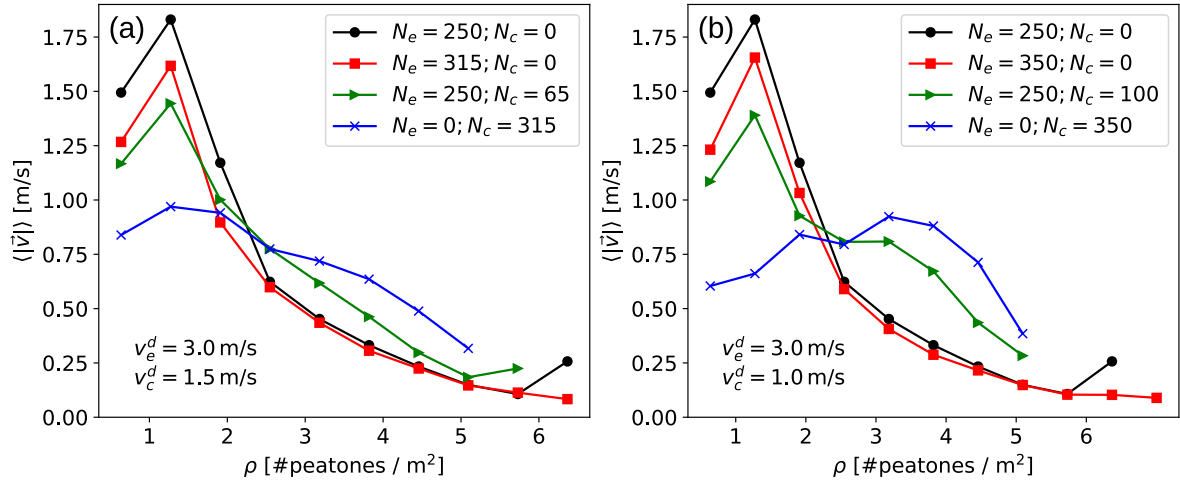 (a)
N_e = 250; N_c = 0
N_e = 315; N_c = 0
N_e = 250; N_c = 65
N_e = 0; N_c = 315
v_e^d = 3.0 m/s
v_c^d = 1.5 m/s
⟨|v⃗|⟩ [m/s]
1.75
1.50
1.25
1.00
0.75
0.50
0.25
0.00
1 2 3 4 5 6
ρ [#peatones / m²]
(b)
N_e = 250; N_c = 0
N_e = 350; N_c = 0
N_e = 250; N_c = 100
N_e = 0; N_c = 350
v_e^d = 3.0 m/s
v_c^d = 1.0 m/s
⟨|v⃗|⟩ [m/s]
1.75
1.50
1.25
1.00
0.75
0.50
0.25
0.00
1 2 3 4 5 6
ρ [#peatones / m²]